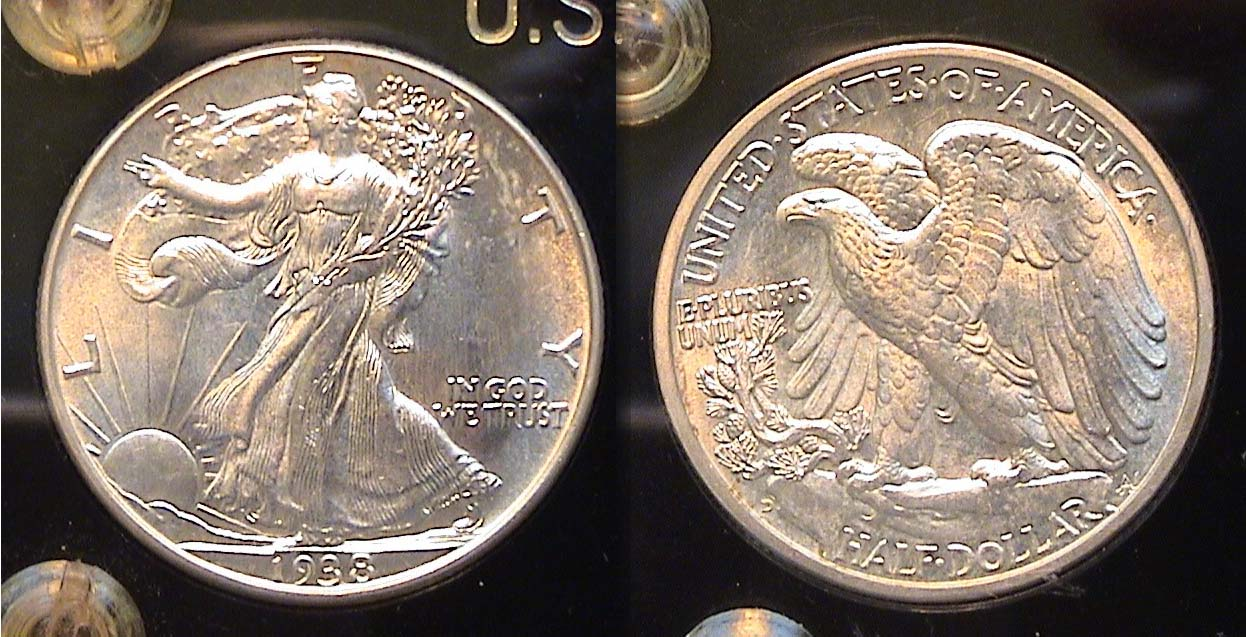 U.S.
LIBERTY
IN GOD
WE TRUST
1938
UNITED·STATES·OF·AMERICA·
E·PLURIBUS
UNUM
D
HALF·DOLLAR